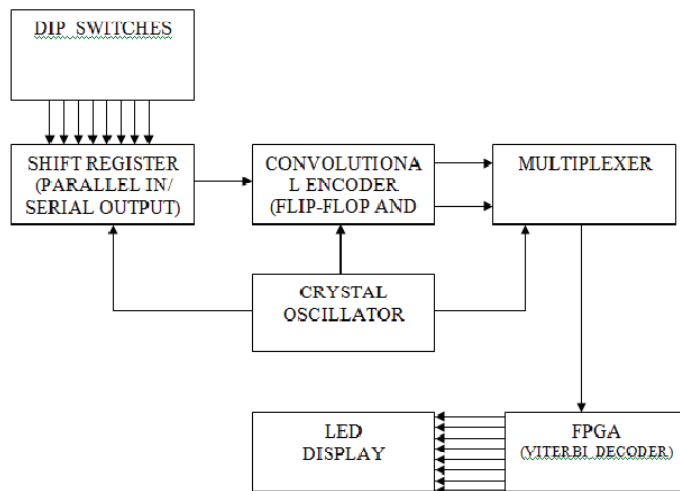 DIP SWITCHES
SHIFT REGISTER
(PARALLEL IN/
SERIAL OUTPUT)
CONVOLUTIONA
L ENCODER
(FLIP-FLOP AND
MULTIPLEXER
CRYSTAL
OSCILLATOR
LED
DISPLAY
FPGA
(VITERBI DECODER)